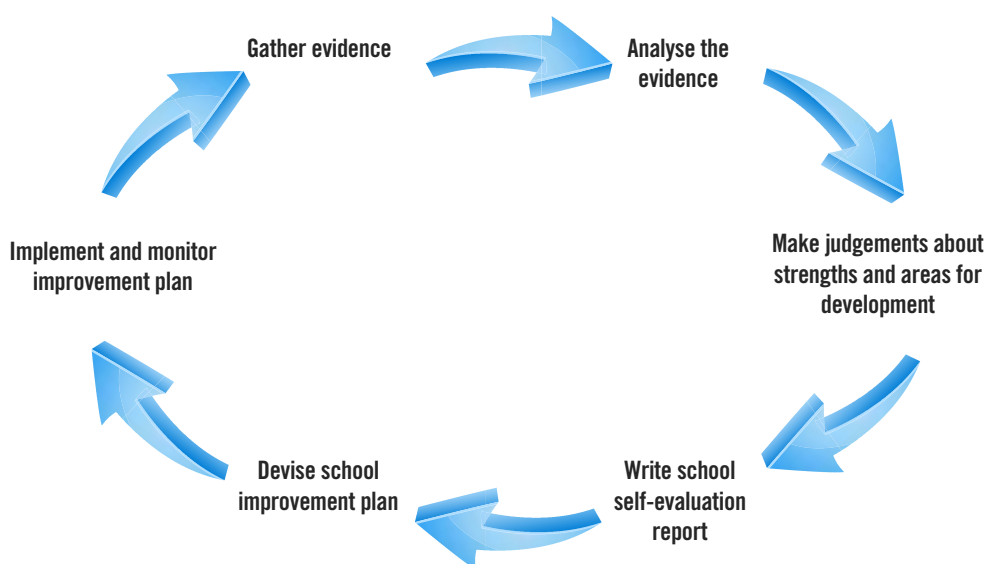 Gather evidence
Analyse the
evidence
Make judgements about
strengths and areas for
development
Write school
self-evaluation
report
Devise school
improvement plan
Implement and monitor
improvement plan